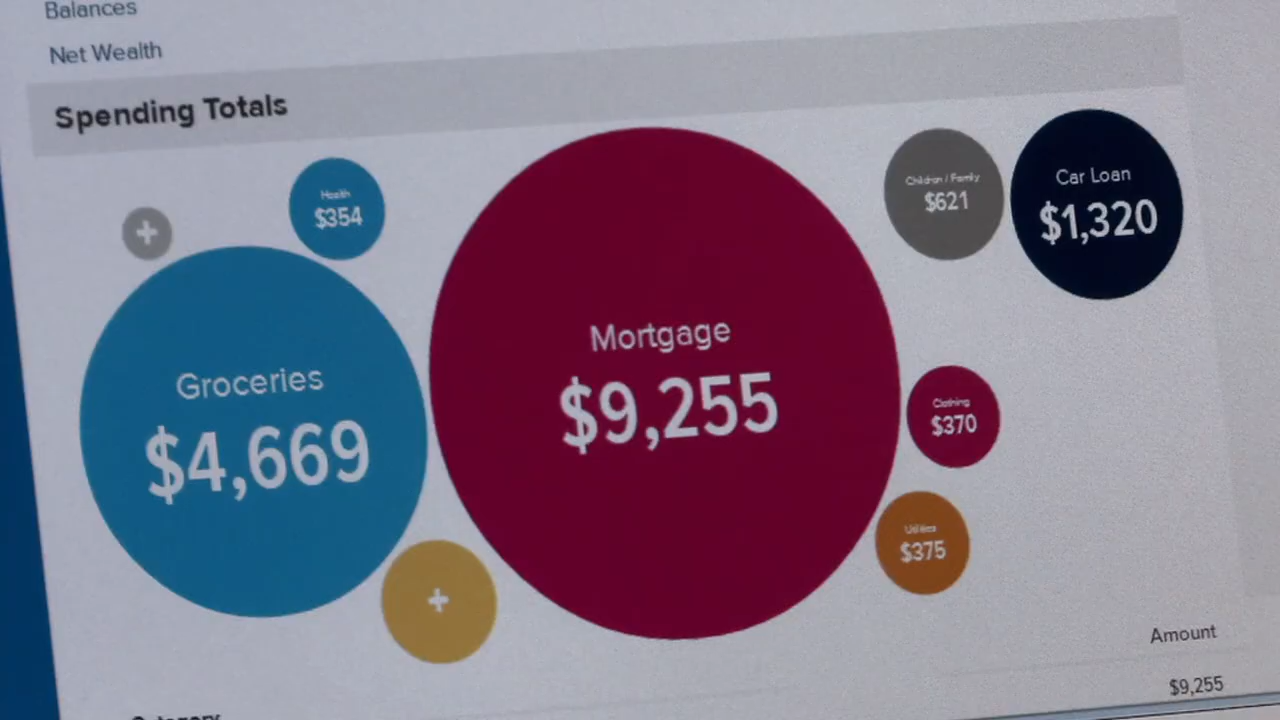 Balances
Net Wealth
Spending Totals
+
Health
$354
Groceries
$4,669
+
Mortgage
$9,255
Children / Family
$621
Car Loan
$1,320
Clothing
$370
Utilities
$375
Amount
$9,255
Category